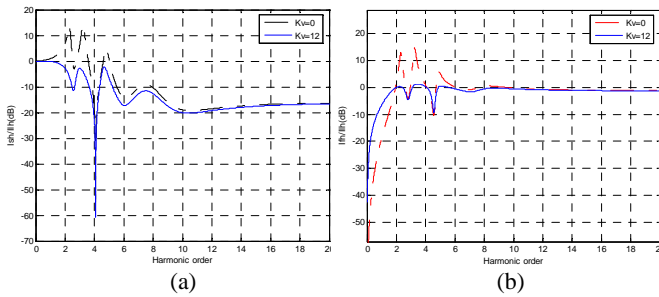 20
10
0
-10
-20
-30
-40
-50
-60
70
Ish/Ilh(dB)
0 2 4 6 8 10 12 14 16 18 20
Harmonic order
Kv=0
Kv=12
(a)
20
10
0
-10
-20
-30
-40
-50
Ifh/Ilh(dB)
0 2 4 6 8 10 12 14 16 18 20
Harmonic order
Kv=0
Kv=12
(b)